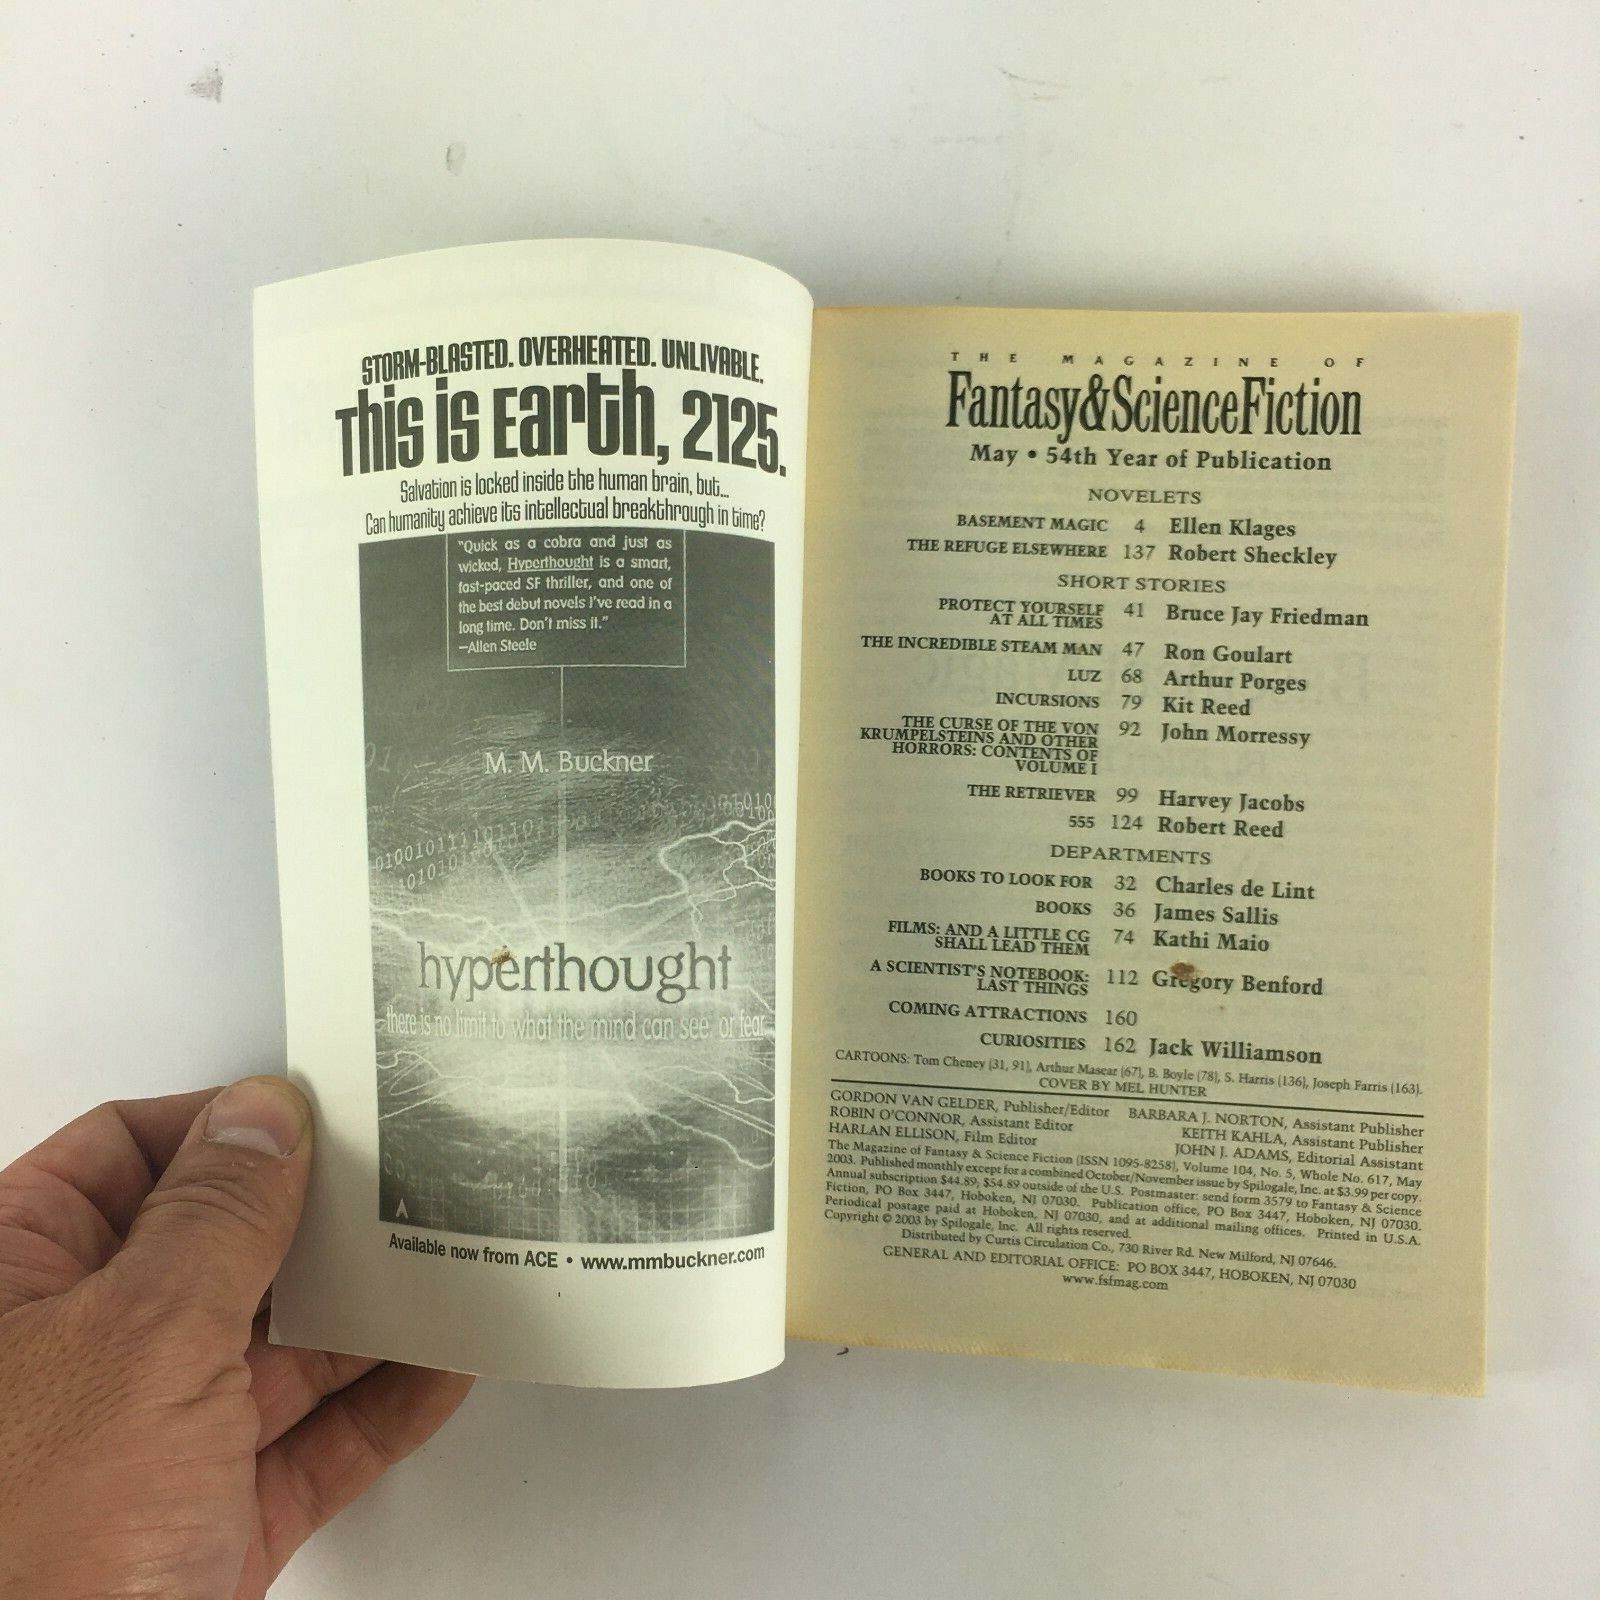 STORM-BLASTED. OVERHEATED. UNLIVABLE.
This is Earth, 2125.
Salvation is locked inside the human brain, but...
Can humanity achieve its intellectual breakthrough in time?
"Quick as a cobra and just as
wicked, Hyperthought is a smart,
fast-paced SF thriller, and one of
the best debut novels I've read in a
long time. Don't miss it."
—Allen Steele
M. M. Buckner
hyperthought
there is no limit to what the mind can see or fear
Available now from ACE • www.mmbuckner.com
THE MAGAZINE OF
Fantasy&ScienceFiction
May • 54th Year of Publication
NOVELETS
BASEMENT MAGIC 4 Ellen Klages
THE REFUGE ELSEWHERE 137 Robert Sheckley
SHORT STORIES
PROTECT YOURSELF 41 Bruce Jay Friedman
AT ALL TIMES
THE INCREDIBLE STEAM MAN 47 Ron Goulart
LUZ 68 Arthur Porges
INCURSIONS 79 Kit Reed
THE CURSE OF THE VON 92 John Morressy
KRUMPELSTEINS AND OTHER
HORRORS: CONTENTS OF
VOLUME I
THE RETRIEVER 99 Harvey Jacobs
555 124 Robert Reed
DEPARTMENTS
BOOKS TO LOOK FOR 32 Charles de Lint
BOOKS 36 James Sallis
FILMS: AND A LITTLE CG 74 Kathi Maio
SHALL LEAD THEM
A SCIENTIST'S NOTEBOOK: 112 Gregory Benford
LAST THINGS
COMING ATTRACTIONS 160
CURIOSITIES 162 Jack Williamson
CARTOONS: Tom Cheney (31, 91), Arthur Masear (67), B. Boyle (78), S. Harris (136), Joseph Farris (163).
COVER BY MEL HUNTER
GORDON VAN GELDER, Publisher/Editor BARBARA J. NORTON, Assistant Publisher
ROBIN O'CONNOR, Assistant Editor KEITH KAHLA, Assistant Publisher
HARLAN ELLISON, Film Editor JOHN J. ADAMS, Editorial Assistant
The Magazine of Fantasy & Science Fiction (ISSN 1095-8258), Volume 104, No. 5, Whole No. 617, May
2003. Published monthly except for a combined October/November issue by Spilogale, Inc. at $3.99 per copy.
Annual subscription $44.89; $54.89 outside of the U.S. Postmaster: send form 3579 to Fantasy & Science
Fiction, PO Box 3447, Hoboken, NJ 07030. Publication office, PO Box 3447, Hoboken, NJ 07030.
Periodical postage paid at Hoboken, NJ 07030, and at additional mailing offices. Printed in U.S.A.
Copyright © 2003 by Spilogale, Inc. All rights reserved.
Distributed by Curtis Circulation Co., 730 River Rd. New Milford, NJ 07646.
GENERAL AND EDITORIAL OFFICE: PO BOX 3447, HOBOKEN, NJ 07030
www.fsfmag.com